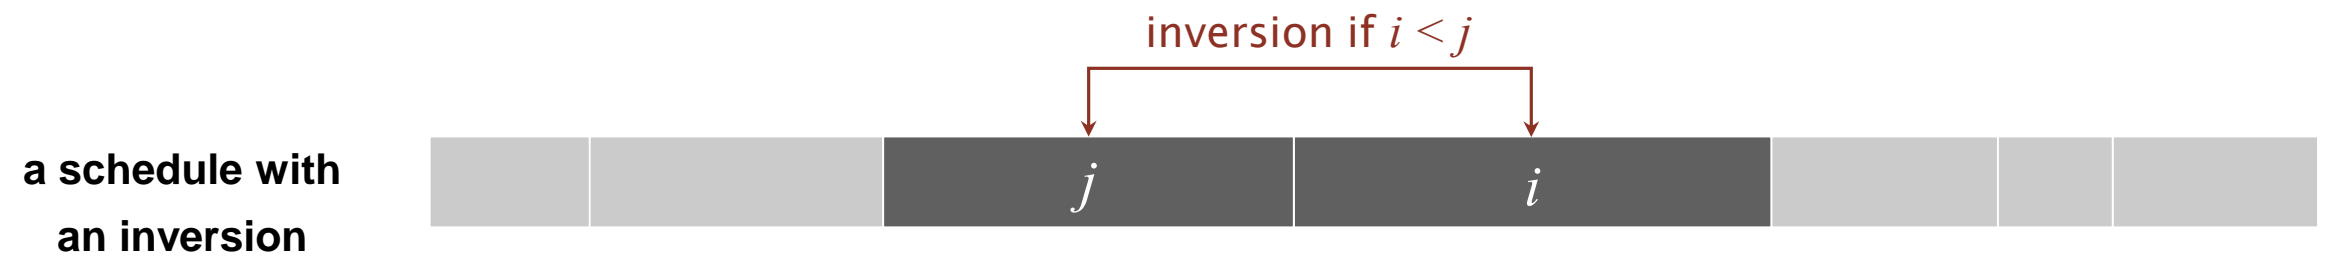 inversion if i < j
a schedule with
an inversion
j
i